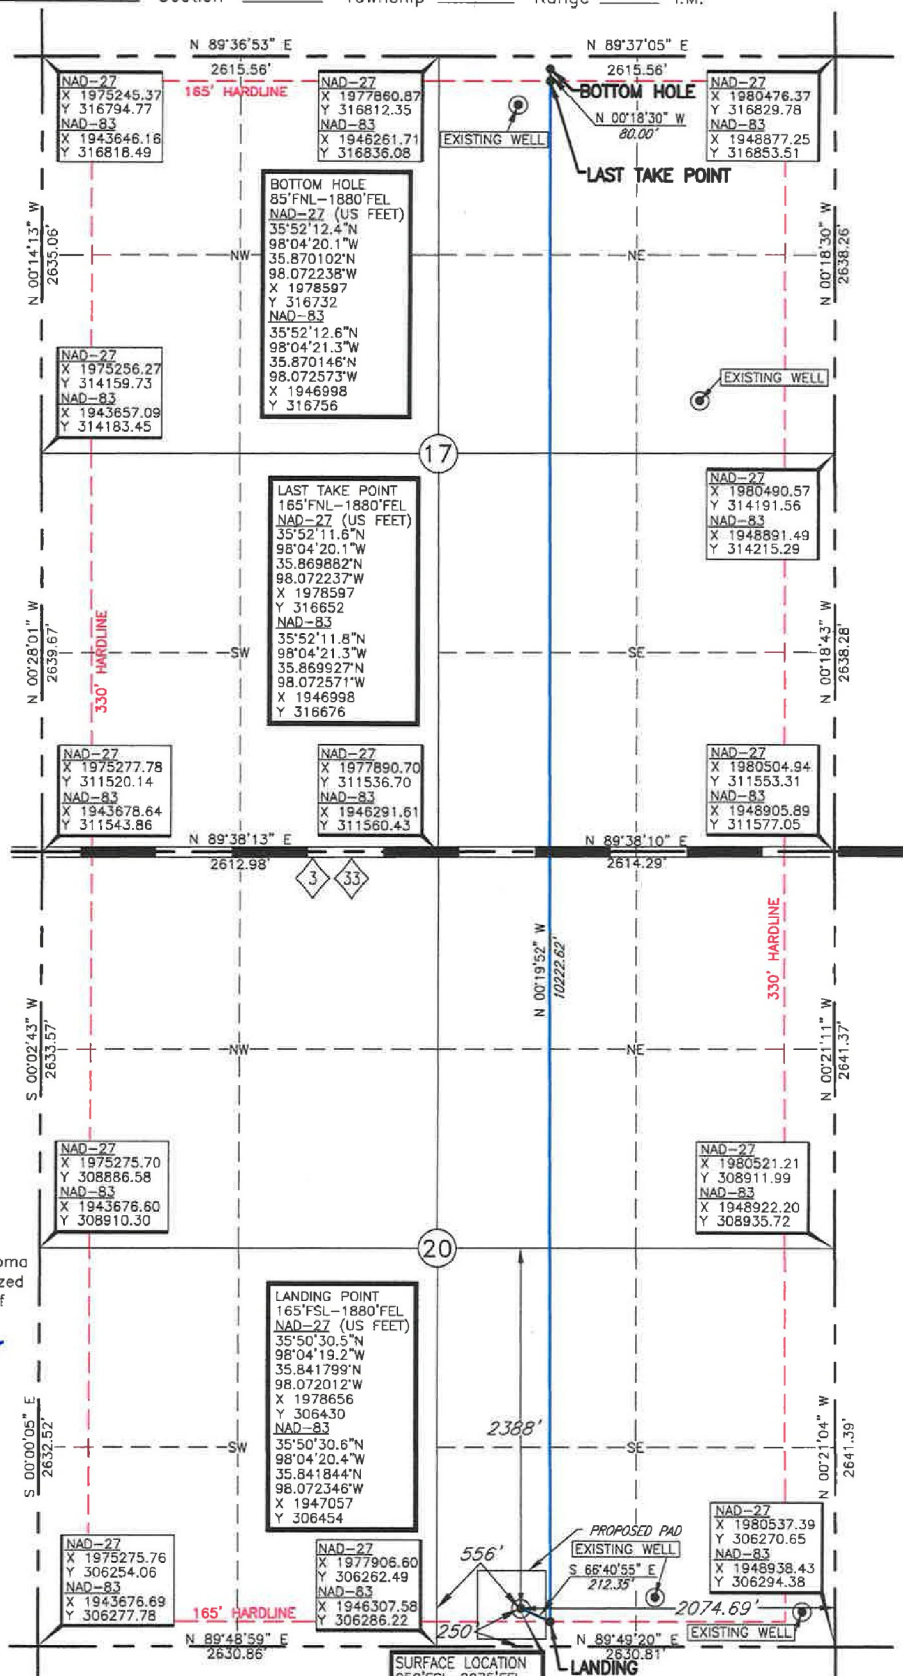 N 89°36'53" E
2615.56'
N 89°37'05" E
2615.56'
NAD-27
X 1975245.37
Y 316794.77
NAD-83
X 1943646.16
Y 316818.49
165' HARDLINE
NAD-27
X 1977860.87
Y 316812.35
NAD-83
X 1946261.71
Y 316836.08
EXISTING WELL
BOTTOM HOLE
N 00°18'30" W
80.00'
LAST TAKE POINT
NAD-27
X 1980476.37
Y 316829.78
NAD-83
X 1948877.25
Y 316853.51
N 00°14'13" W
2635.06'
NW
BOTTOM HOLE
85'FNL-1880'FEL
NAD-27 (US FEET)
35°52'12.4"N
98°04'20.1"W
35.870102°N
98.072238°W
X 1978597
Y 316732
NAD-83
35°52'12.6"N
98°04'21.3"W
35.870146°N
98.072573°W
X 1946998
Y 316756
NE
N 00°18'30" W
2638.26'
NAD-27
X 1975256.27
Y 314159.73
NAD-83
X 1943657.09
Y 314183.45
EXISTING WELL
17
NAD-27
X 1980490.57
Y 314191.56
NAD-83
X 1948891.49
Y 314215.29
LAST TAKE POINT
165'FNL-1880'FEL
NAD-27 (US FEET)
35°52'11.6"N
98°04'20.1"W
35.869882°N
98.072237°W
X 1978597
Y 316652
NAD-83
35°52'11.8"N
98°04'21.3"W
35.869927°N
98.072571°W
X 1946998
Y 316676
N 00°28'01" W
2639.67'
330' HARDLINE
SW
SE
N 00°18'43" W
2638.28'
NAD-27
X 1975277.78
Y 311520.14
NAD-83
X 1943678.64
Y 311543.86
NAD-27
X 1977890.70
Y 311536.70
NAD-83
X 1946291.61
Y 311560.43
NAD-27
X 1980504.94
Y 311553.31
NAD-83
X 1948905.89
Y 311577.05
N 89°38'13" E
2612.98'
N 89°38'10" E
2614.29'
3
33
N 00°19'52" W
10222.62'
330' HARDLINE
S 00°02'43" W
2633.57'
NW
NE
N 00°21'11" W
2641.37'
NAD-27
X 1975275.70
Y 308886.58
NAD-83
X 1943676.60
Y 308910.30
NAD-27
X 1980521.21
Y 308911.99
NAD-83
X 1948922.20
Y 308935.72
20
LANDING POINT
165'FSL-1880'FEL
NAD-27 (US FEET)
35°50'30.5"N
98°04'19.2"W
35.841799°N
98.072012°W
X 1978656
Y 306430
NAD-83
35°50'30.6"N
98°04'20.4"W
35.841844°N
98.072346°W
X 1947057
Y 306454
S 00°00'05" E
2632.52'
SW
2388'
SE
N 00°21'04" W
2641.39'
NAD-27
X 1975275.76
Y 306254.06
NAD-83
X 1943676.69
Y 306277.78
NAD-27
X 1977906.60
Y 306262.49
NAD-83
X 1946307.58
Y 306286.22
556'
PROPOSED PAD
EXISTING WELL
S 66°40'55" E
212.35'
NAD-27
X 1980537.39
Y 306270.65
NAD-83
X 1948938.43
Y 306294.38
165' HARDLINE
250'
2074.69'
EXISTING WELL
N 89°48'59" E
2630.86'
N 89°49'20" E
2630.81'
SURFACE LOCATION
LANDING